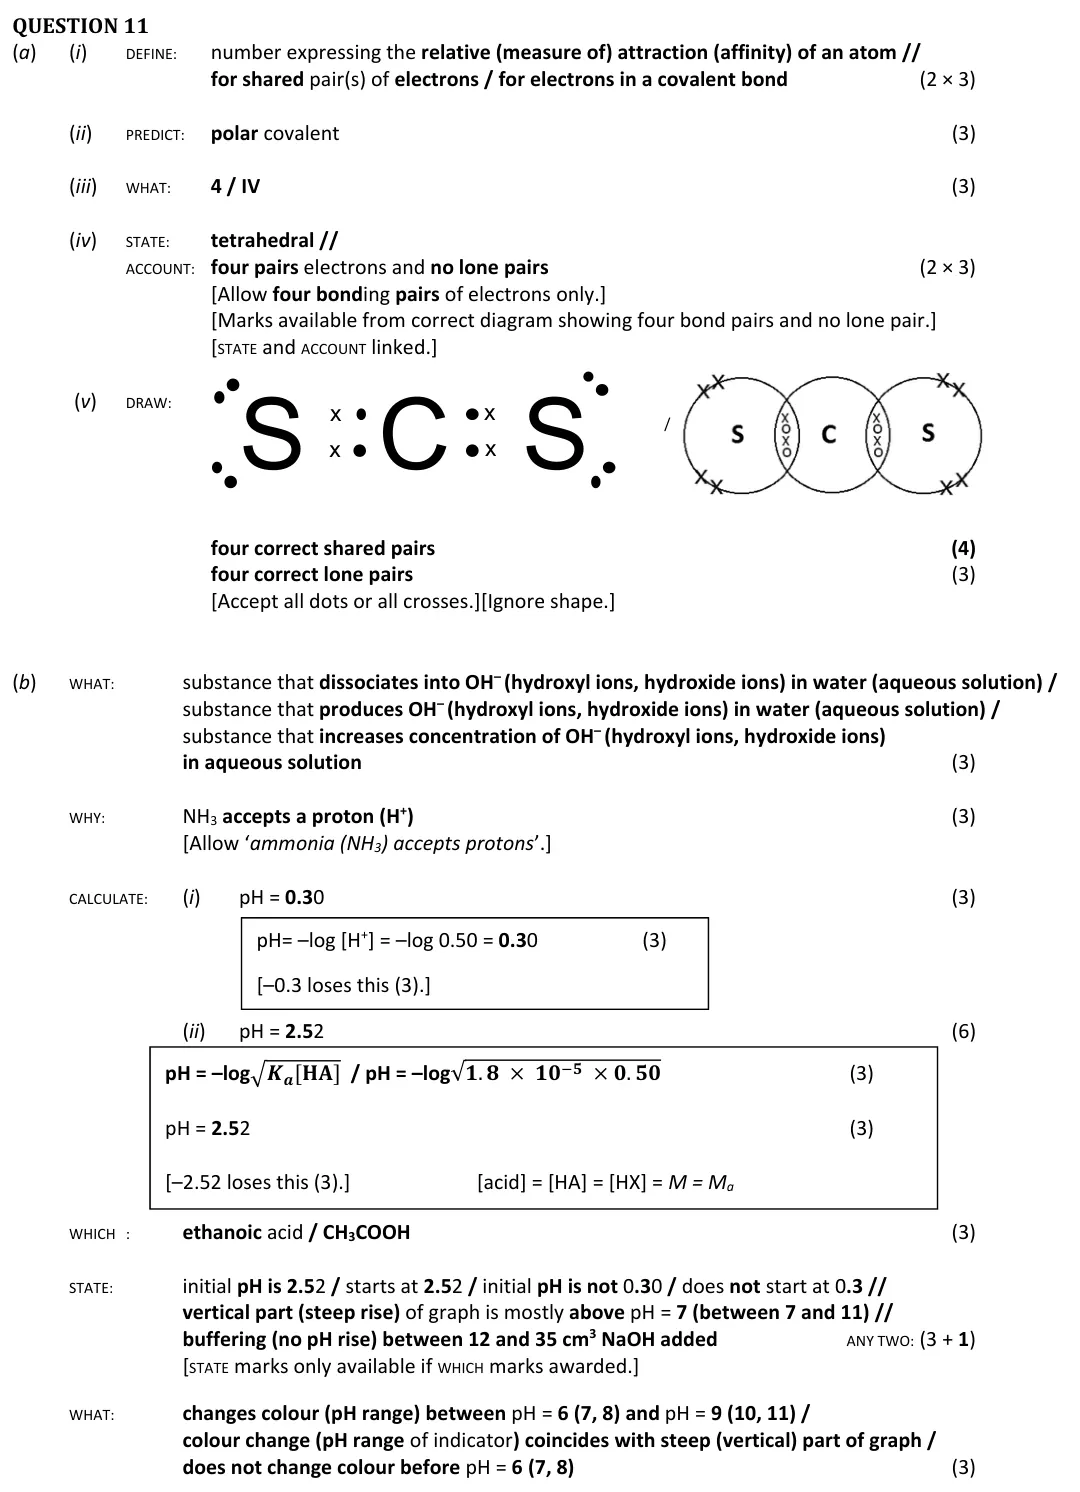 QUESTION 11
(a) (i) DEFINE: number expressing the relative (measure of) attraction (affinity) of an atom //
for shared pair(s) of electrons / for electrons in a covalent bond (2 × 3)
(ii) PREDICT: polar covalent (3)
(iii) WHAT: 4 / IV (3)
(iv) STATE: tetrahedral //
ACCOUNT: four pairs electrons and no lone pairs (2 × 3)
[Allow four bonding pairs of electrons only.]
[Marks available from correct diagram showing four bond pairs and no lone pair.]
[STATE and ACCOUNT linked.]
(v) DRAW: S x x C x x S / X X X X S X O X O C X O X O S X X X X
four correct shared pairs (4)
four correct lone pairs (3)
[Accept all dots or all crosses.][Ignore shape.]
(b) WHAT: substance that dissociates into OH⁻ (hydroxyl ions, hydroxide ions) in water (aqueous solution) /
substance that produces OH⁻ (hydroxyl ions, hydroxide ions) in water (aqueous solution) /
substance that increases concentration of OH⁻ (hydroxyl ions, hydroxide ions)
in aqueous solution (3)
WHY: NH₃ accepts a proton (H⁺) (3)
[Allow ‘ammonia (NH₃) accepts protons’.]
CALCULATE: (i) pH = 0.30 (3)
pH= –log [H⁺] = –log 0.50 = 0.30 (3)
[–0.3 loses this (3).]
(ii) pH = 2.52 (6)
pH = –log√Kₐ[HA] / pH = –log√1.8 × 10⁻⁵ × 0.50 (3)
pH = 2.52 (3)
[–2.52 loses this (3).] [acid] = [HA] = [HX] = M = Mₐ
WHICH : ethanoic acid / CH₃COOH (3)
STATE: initial pH is 2.52 / starts at 2.52 / initial pH is not 0.30 / does not start at 0.3 //
vertical part (steep rise) of graph is mostly above pH = 7 (between 7 and 11) //
buffering (no pH rise) between 12 and 35 cm³ NaOH added ANY TWO: (3 + 1)
[STATE marks only available if WHICH marks awarded.]
WHAT: changes colour (pH range) between pH = 6 (7, 8) and pH = 9 (10, 11) /
colour change (pH range of indicator) coincides with steep (vertical) part of graph /
does not change colour before pH = 6 (7, 8) (3)